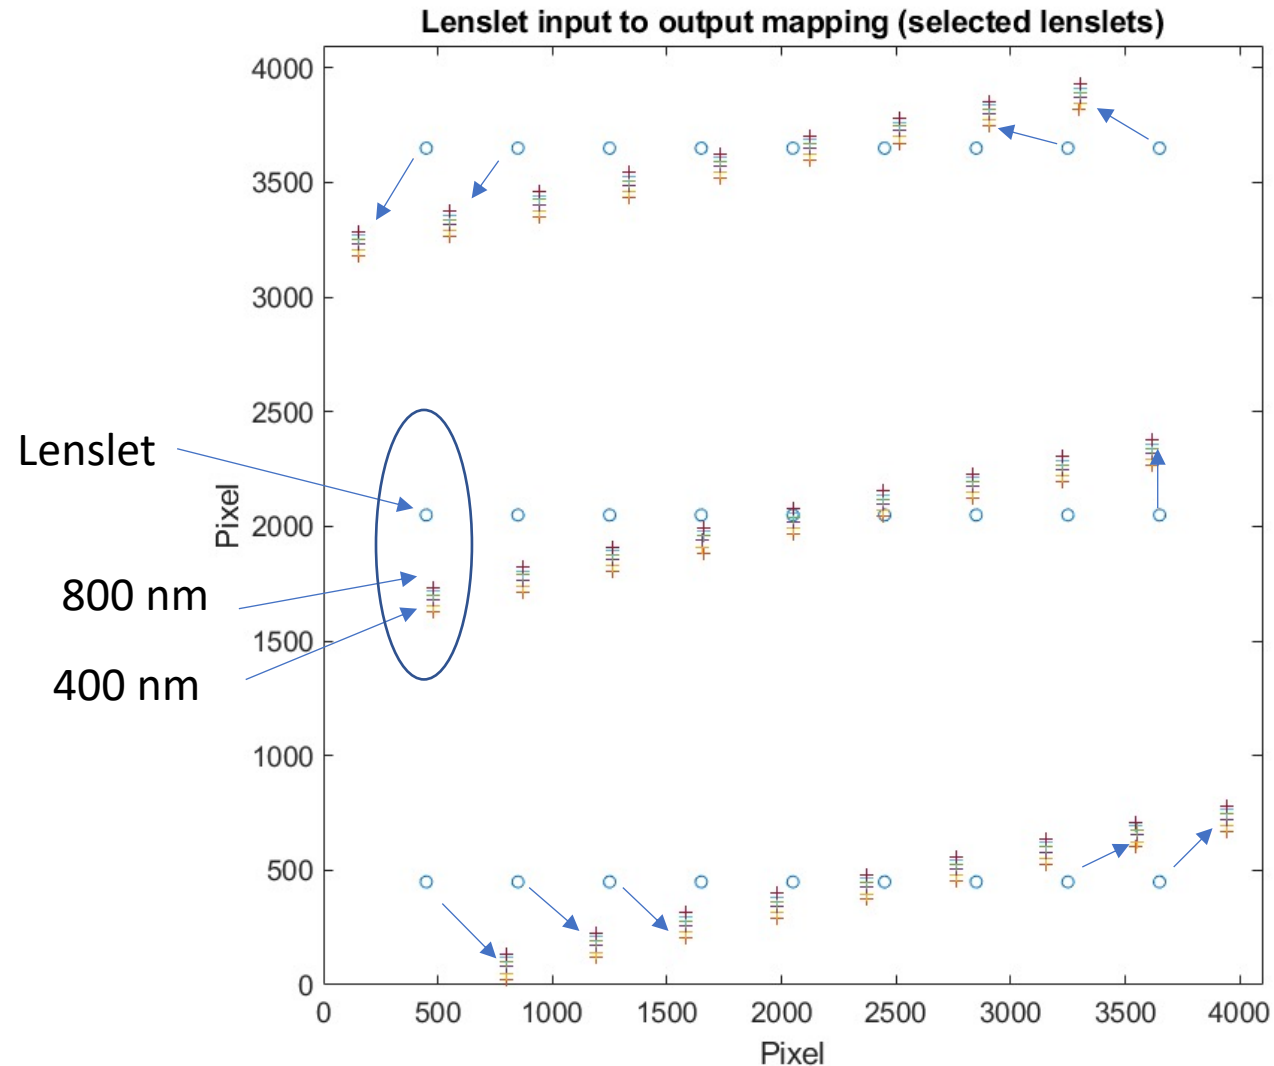 Lenslet input to output mapping (selected lenslets)
4000
3500
3000
2500
2000
1500
1000
500
0
Pixel
Lenslet
800 nm
400 nm
0 500 1000 1500 2000 2500 3000 3500 4000
Pixel